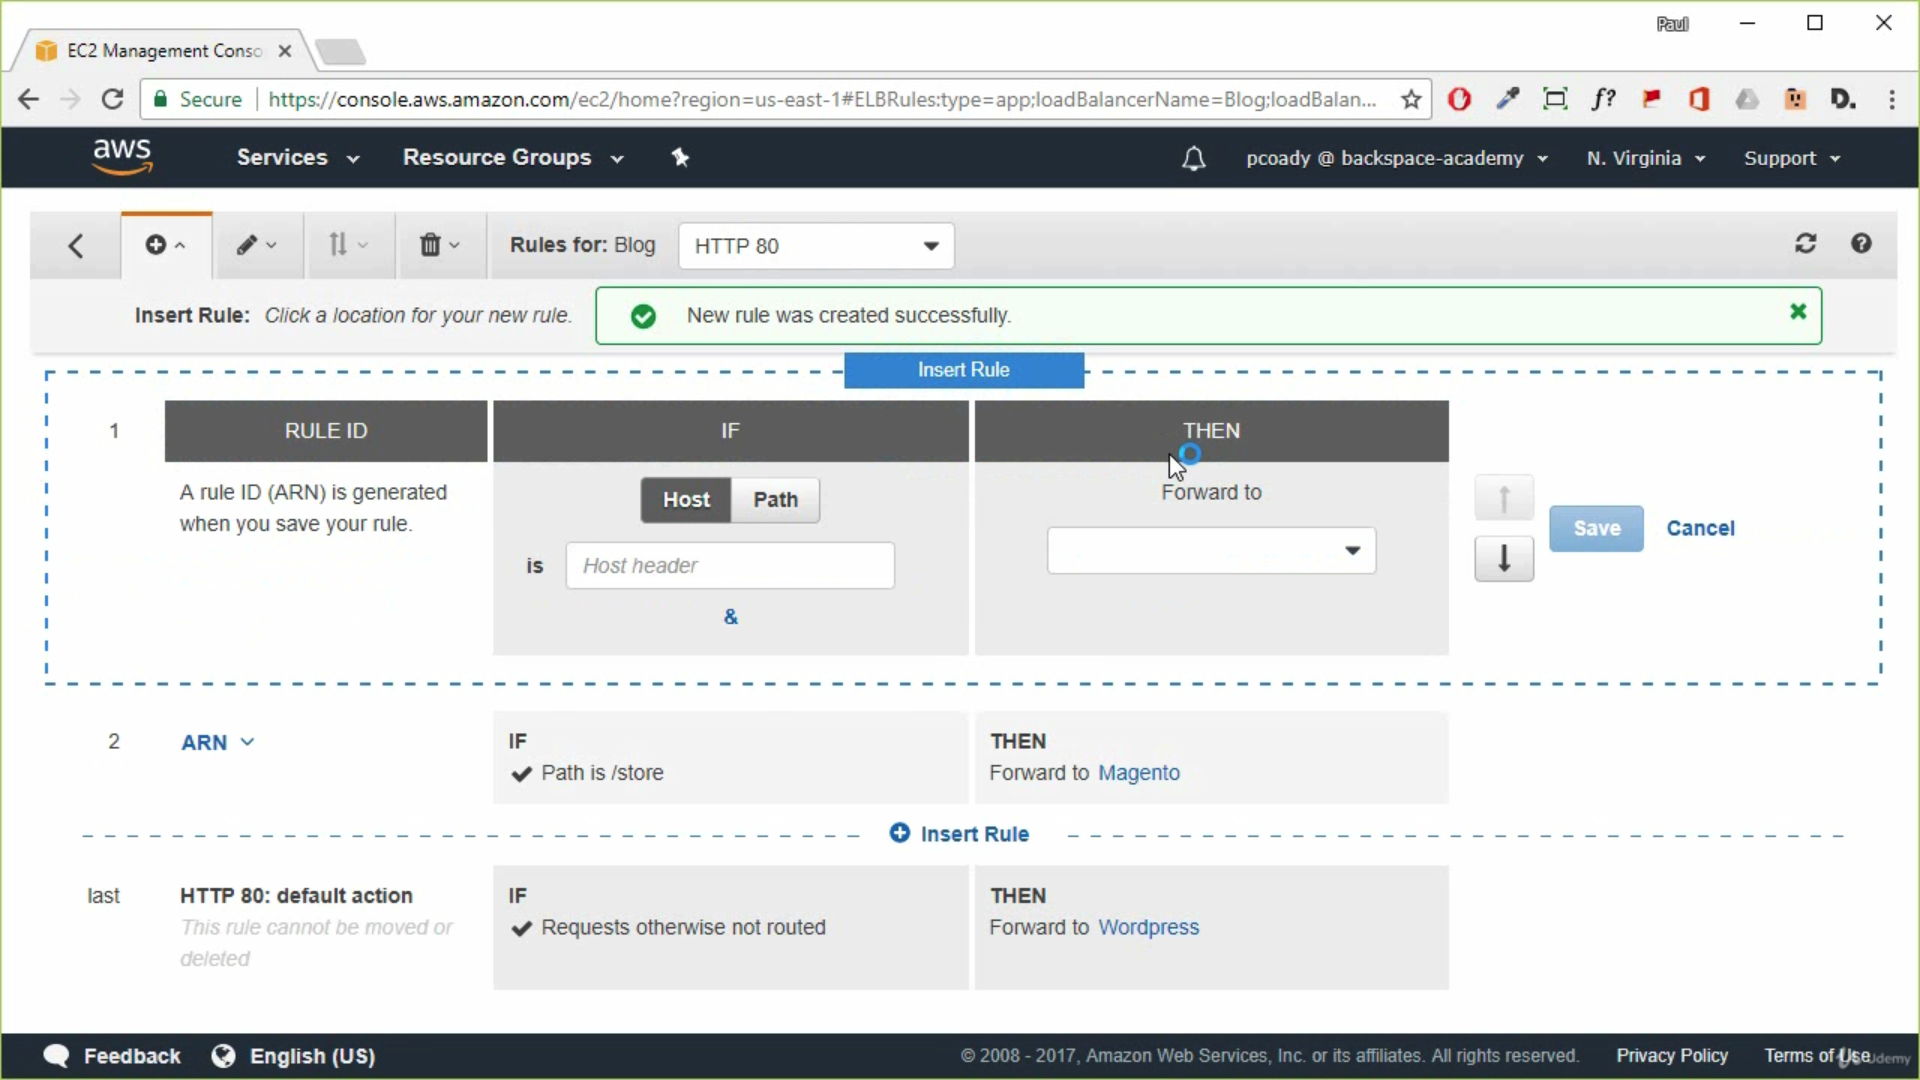 Paul
EC2 Management Conso
Secure
https://console.aws.amazon.com/ec2/home?region=us-east-1#ELBRules:type=app;loadBalancerName=Blog;loadBalan...
f?
D.
aws
Services
Resource Groups
pcoady @ backspace-academy
N. Virginia
Support
Rules for: Blog
HTTP 80
Insert Rule: Click a location for your new rule.
New rule was created successfully.
Insert Rule
1
RULE ID
IF
THEN
A rule ID (ARN) is generated
when you save your rule.
Host
Path
is
Host header
&
Forward to
Save
Cancel
2
ARN
IF
Path is /store
THEN
Forward to Magento
Insert Rule
last
HTTP 80: default action
This rule cannot be moved or
deleted
IF
Requests otherwise not routed
THEN
Forward to Wordpress
Feedback
English (US)
© 2008 - 2017, Amazon Web Services, Inc. or its affiliates. All rights reserved.
Privacy Policy
Terms of Use
Udemy